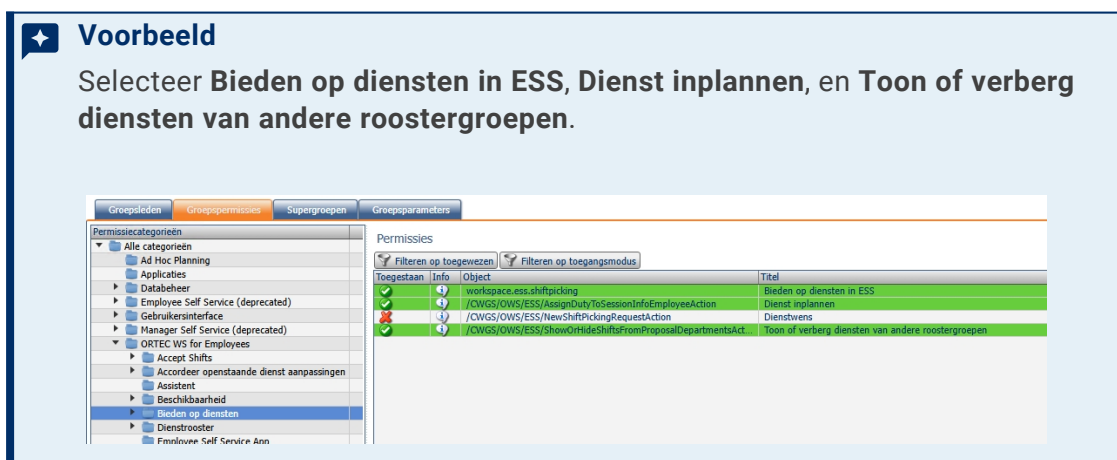 Voorbeeld
Selecteer Bieden op diensten in ESS, Dienst inplannen, en Toon of verberg
diensten van andere roostergroepen.
Groepsleden Groepspermissies Supergroepen Groepsparameters
Permissiecategorieën
Alle categorieën
Ad Hoc Planning
Applicaties
Databeheer
Employee Self Service (deprecated)
Gebruikersinterface
Manager Self Service (deprecated)
ORTEC WS for Employees
Accept Shifts
Accordeer openstaande dienst aanpassingen
Assistent
Beschikbaarheid
Bieden op diensten
Dienstrooster
Employee Self Service App
Permissies
Filteren op toegewezen Filteren op toegangsmodus
Toegestaan Info Object Titel
workspace.ess.shiftpicking Bieden op diensten in ESS
/CWGS/OWS/ESS/AssignDutyToSessionInfoEmployeeAction Dienst inplannen
/CWGS/OWS/ESS/NewShiftPickingRequestAction Dienstwens
/CWGS/OWS/ESS/ShowOrHideShiftsFromProposalDepartmentsAct... Toon of verberg diensten van andere roostergroepen